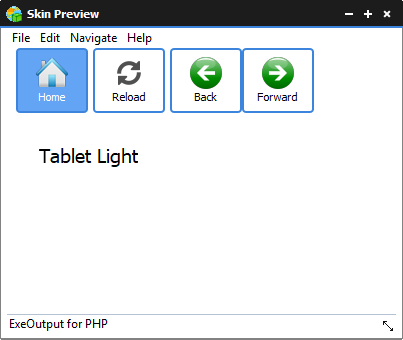 Skin Preview
File Edit Navigate Help
Home Reload Back Forward
Tablet Light
ExeOutput for PHP